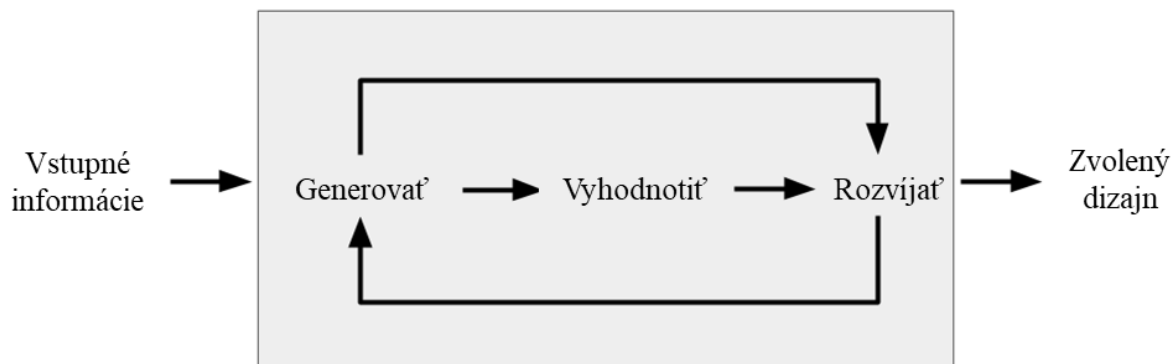 Vstupné
informácie
Generovať
Vyhodnotiť
Rozvíjať
Zvolený
dizajn